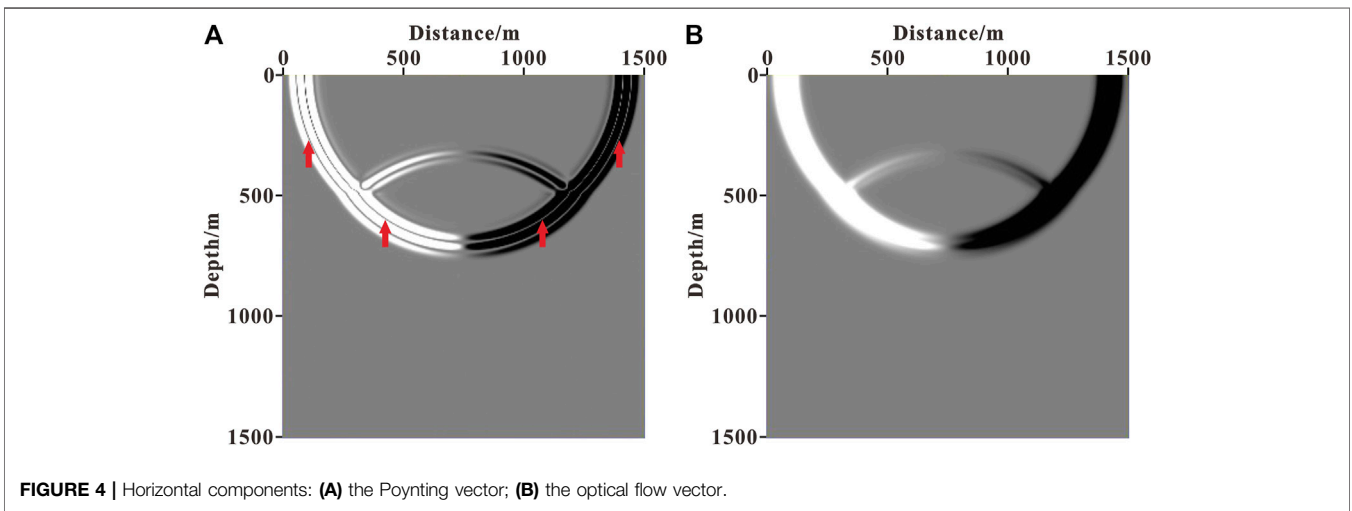 A
Distance/m
0 500 1000 1500
Depth/m
0
500
1000
1500
B
Distance/m
0 500 1000 1500
Depth/m
0
500
1000
1500
FIGURE 4 | Horizontal components: (A) the Poynting vector; (B) the optical flow vector.